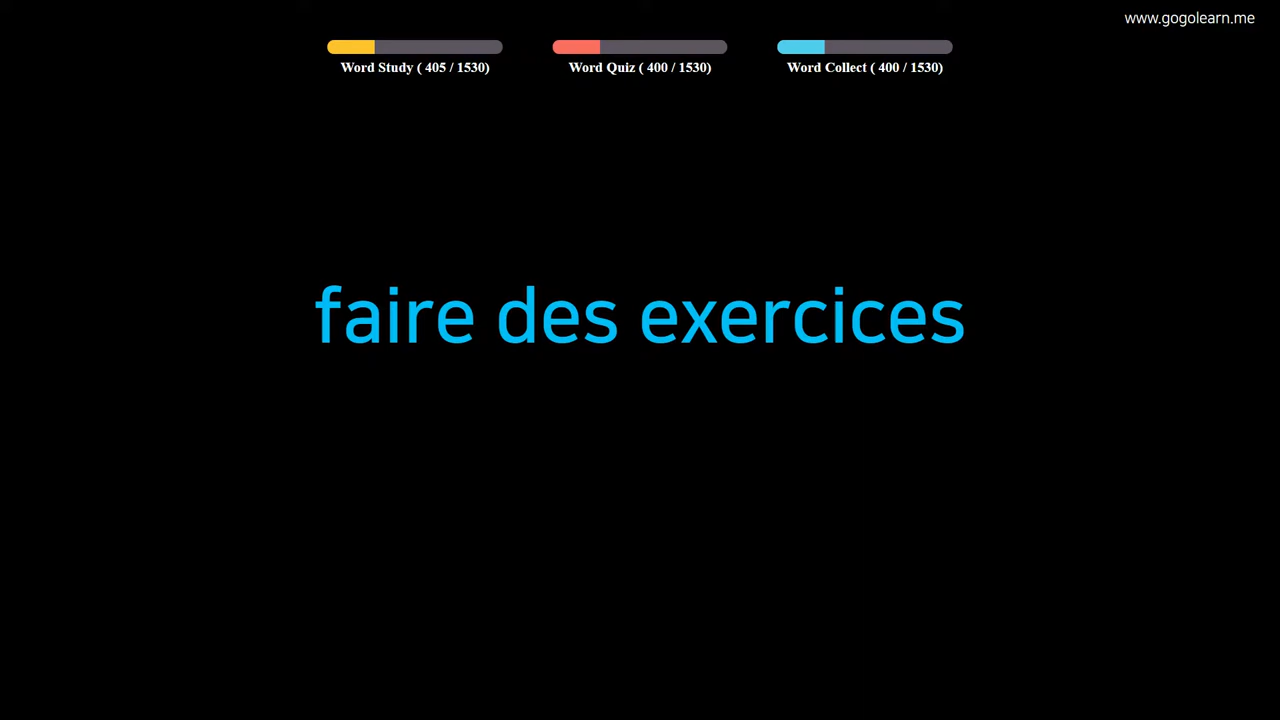 www.gogolearn.me
Word Study ( 405 / 1530)
Word Quiz ( 400 / 1530)
Word Collect ( 400 / 1530)
faire des exercices